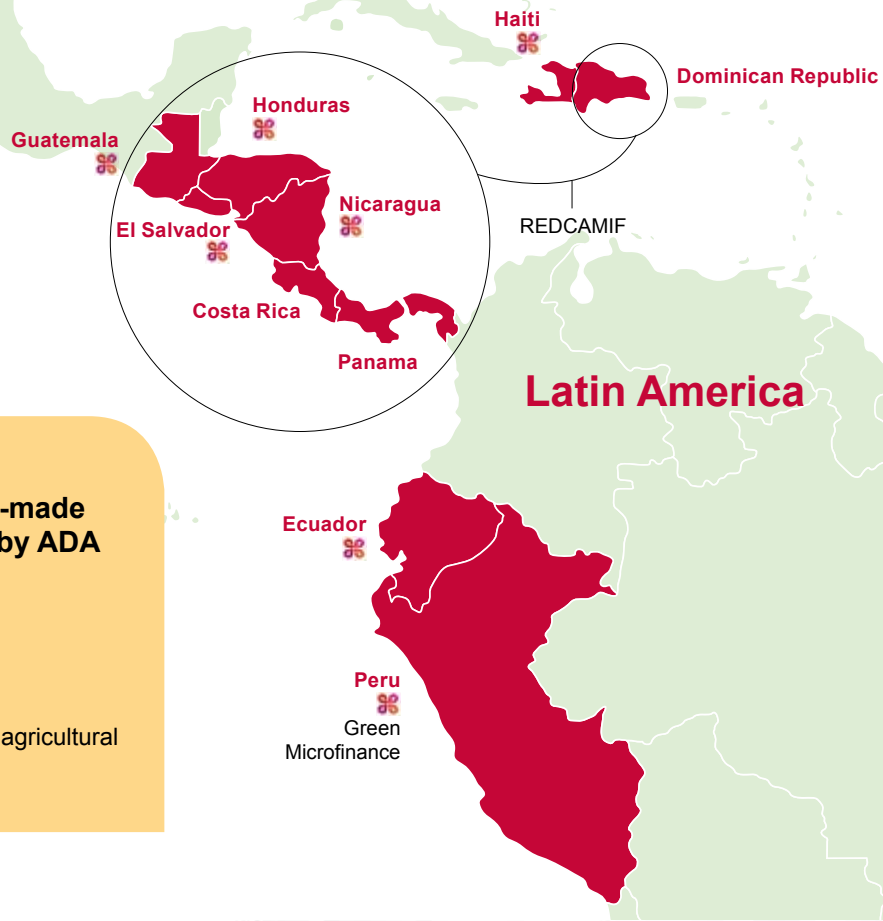 Haiti
Dominican Republic
Honduras
Guatemala
Nicaragua
REDCAMIF
El Salvador
Costa Rica
Panama
Latin America
-made
by ADA
Ecuador
Peru
Green
Microfinance
agricultural